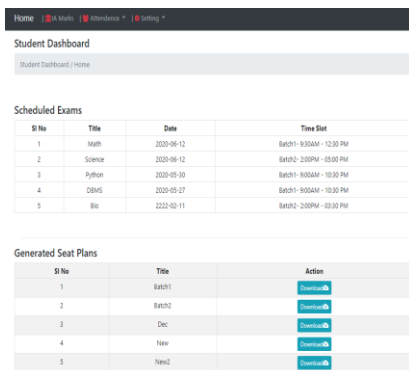 Home | IA Marks | Attendence | Setting
Student Dashboard
Student Dashboard / Home
Scheduled Exams
Sl No Title Date Time Slot
1 Math 2020-06-12 Batch1- 9:30AM - 12:30 PM
2 Science 2020-06-12 Batch2- 2:00PM - 05:00 PM
3 Python 2020-05-30 Batch1- 9:00AM - 10:30 PM
4 DBMS 2020-05-27 Batch1- 9:00AM - 10:30 PM
5 Bio 2222-02-11 Batch2- 2:00PM - 03:30 PM
Generated Seat Plans
Sl No Title Action
1 Batch1 Download
2 Batch2 Download
3 Dec Download
4 New Download
5 New2 Download